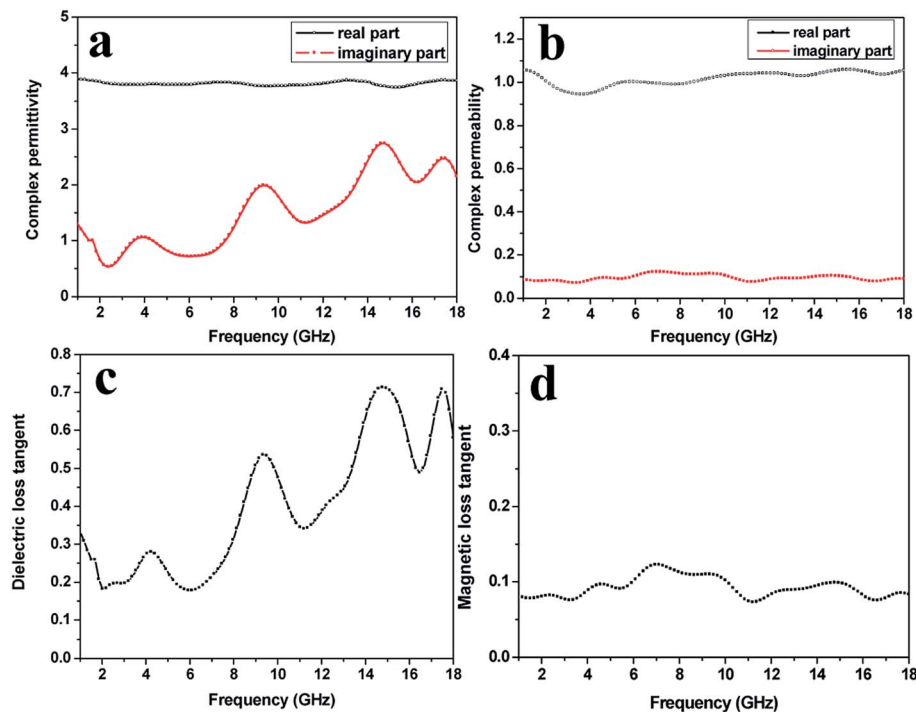 a
real part
imaginary part
Complex permittivity
5
4
3
2
1
0
2 4 6 8 10 12 14 16 18
Frequency (GHz)
b
real part
imaginary part
Complex permeability
1.2
1.0
0.8
0.6
0.4
0.2
0.0
2 4 6 8 10 12 14 16 18
Frequency (GHz)
c
Dielectric loss tangent
0.8
0.7
0.6
0.5
0.4
0.3
0.2
0.1
0.0
2 4 6 8 10 12 14 16 18
Frequency (GHz)
d
Magnetic loss tangent
0.4
0.3
0.2
0.1
0.0
2 4 6 8 10 12 14 16 18
Frequency (GHz)